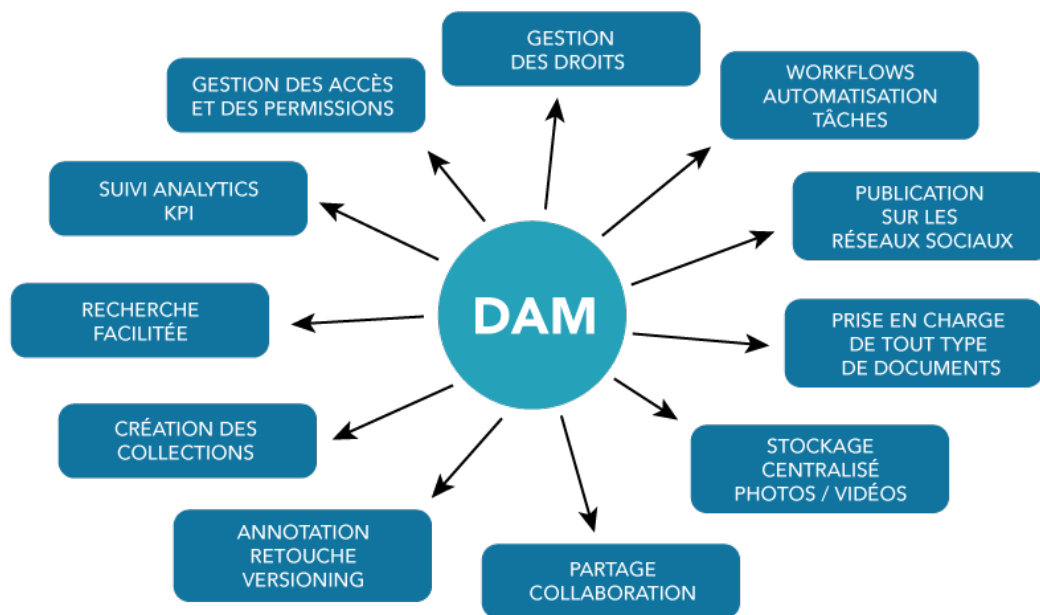 GESTION
DES DROITS
WORKFLOWS
AUTOMATISATION
TÂCHES
PUBLICATION
SUR LES
RÉSEAUX SOCIAUX
PRISE EN CHARGE
DE TOUT TYPE
DE DOCUMENTS
STOCKAGE
CENTRALISÉ
PHOTOS / VIDÉOS
PARTAGE
COLLABORATION
ANNOTATION
RETOUCHE
VERSIONING
CRÉATION DES
COLLECTIONS
RECHERCHE
FACILITÉE
SUIVI ANALYTICS
KPI
GESTION DES ACCÈS
ET DES PERMISSIONS
DAM